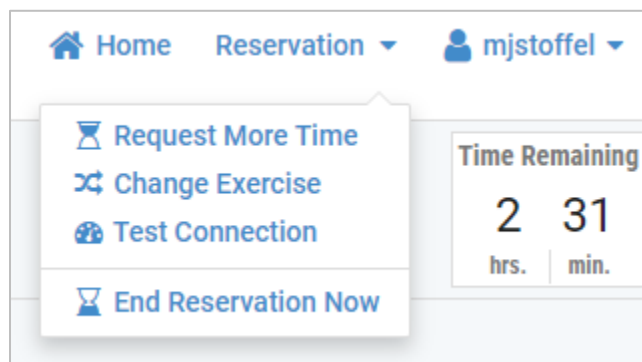 Home Reservation mjstoffel
Request More Time
Change Exercise
Test Connection
End Reservation Now
Time Remaining
2 31
hrs. min.